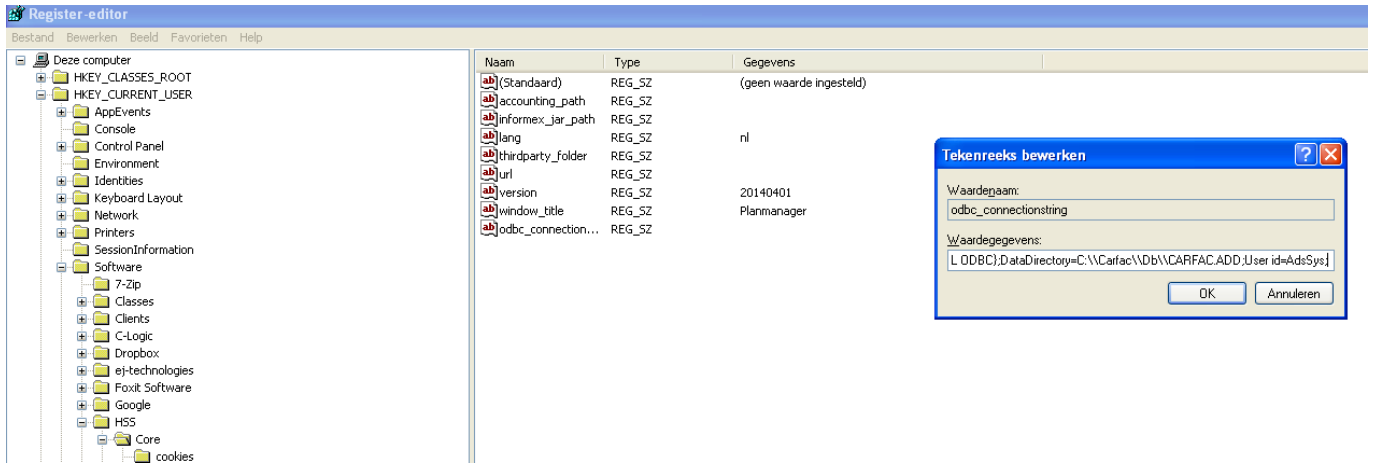 Register-editor
Bestand Bewerken Beeld Favorieten Help
Deze computer
HKEY_CLASSES_ROOT
HKEY_CURRENT_USER
AppEvents
Console
Control Panel
Environment
Identities
Keyboard Layout
Network
Printers
SessionInformation
Software
7-Zip
Classes
Clients
C-Logic
Dropbox
ej-technologies
Foxit Software
Google
HSS
Core
cookies
Naam Type Gegevens
(Standaard) REG_SZ (geen waarde ingesteld)
accounting_path REG_SZ
informex_jar_path REG_SZ
lang REG_SZ nl
thirdparty_folder REG_SZ
url REG_SZ
version REG_SZ 20140401
window_title REG_SZ Planmanager
odbc_connection... REG_SZ
Tekenreeks bewerken
Waardenaam:
odbc_connectionstring
Waardegegevens:
L ODBC};DataDirectory=C:\\Carfac\\Db\\CARFAC.ADD;User id=AdsSys;
OK Annuleren